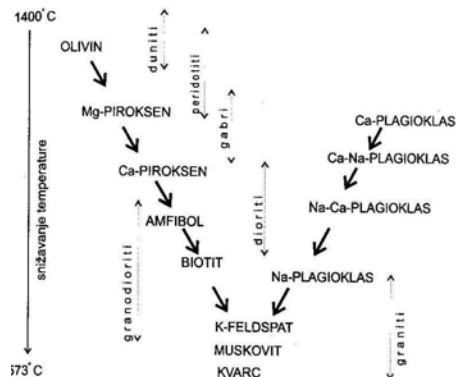 1400°C
OLIVIN
Mg-PIROKSEN
Ca-PIROKSEN
AMFIBOL
BIOTIT
Ca-PLAGIOKLAS
Ca-Na-PLAGIOKLAS
Na-Ca-PLAGIOKLAS
Na-PLAGIOKLAS
K-FELDSPAT
MUSKOVIT
KVARC
573°C
snižavanje temperature
duniti
peridotiti
gabri
dioriti
granodioriti
graniti